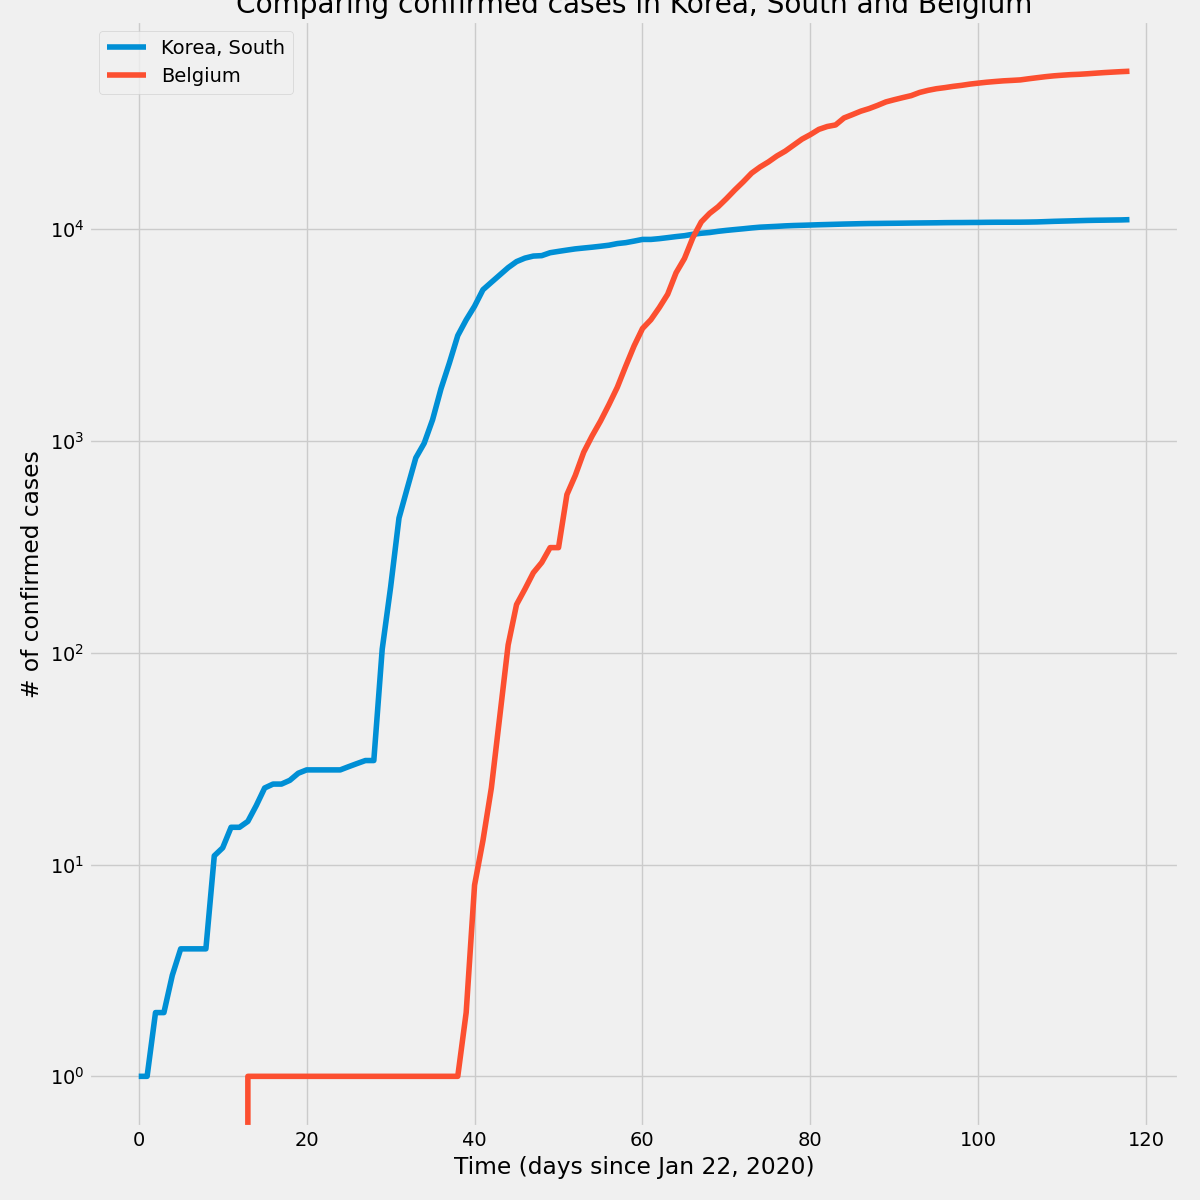 Comparing confirmed cases in Korea, South and Belgium
Korea, South
Belgium
# of confirmed cases
10⁴
10³
10²
10¹
10⁰
0 20 40 60 80 100 120
Time (days since Jan 22, 2020)